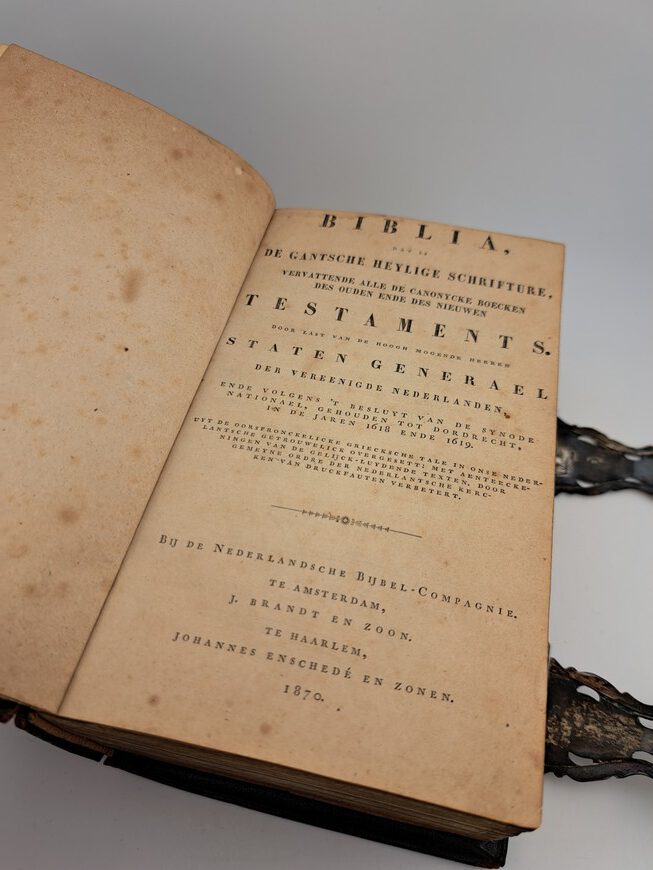 BIBLIA,
DAT IS
DE GANTSCHE HEYLIGE SCHRIFTURE,
VERVATTENDE ALLE DE CANONYCKE BOECKEN
DES OUDEN ENDE DES NIEUWEN
TESTAMENTS.
DOOR LAST VAN DE HOOGH MOGENDE HEEREN
STATEN GENERAEL
DER VEREENIGDE NEDERLANDEN,
ENDE VOLGENS 'T BESLUYT VAN DE SYNODE
NATIONAEL, GEHOUDEN TOT DORDRECHT,
IN DE JAREN 1618 ENDE 1619.
UYT DE OORSPRONCKELICKE GRIECKSCHE TALE IN ONSE NEDER-
LANTSCHE GETROUWELICK OVERGESETT; MET AENTEECKE-
NINGEN VAN DE GELIJCK-LUYDENDE TEXTEN. DOOR
GEMEYNE ORDRE DER NEDERLANTSCHE KERC-
KEN VAN DRUCKFAUTEN VERBETERT.
BIJ DE NEDERLANDSCHE BIJBEL-COMPAGNIE.
TE AMSTERDAM,
J. BRANDT EN ZOON.
TE HAARLEM,
JOHANNES ENSCHEDÉ EN ZONEN.
1870.